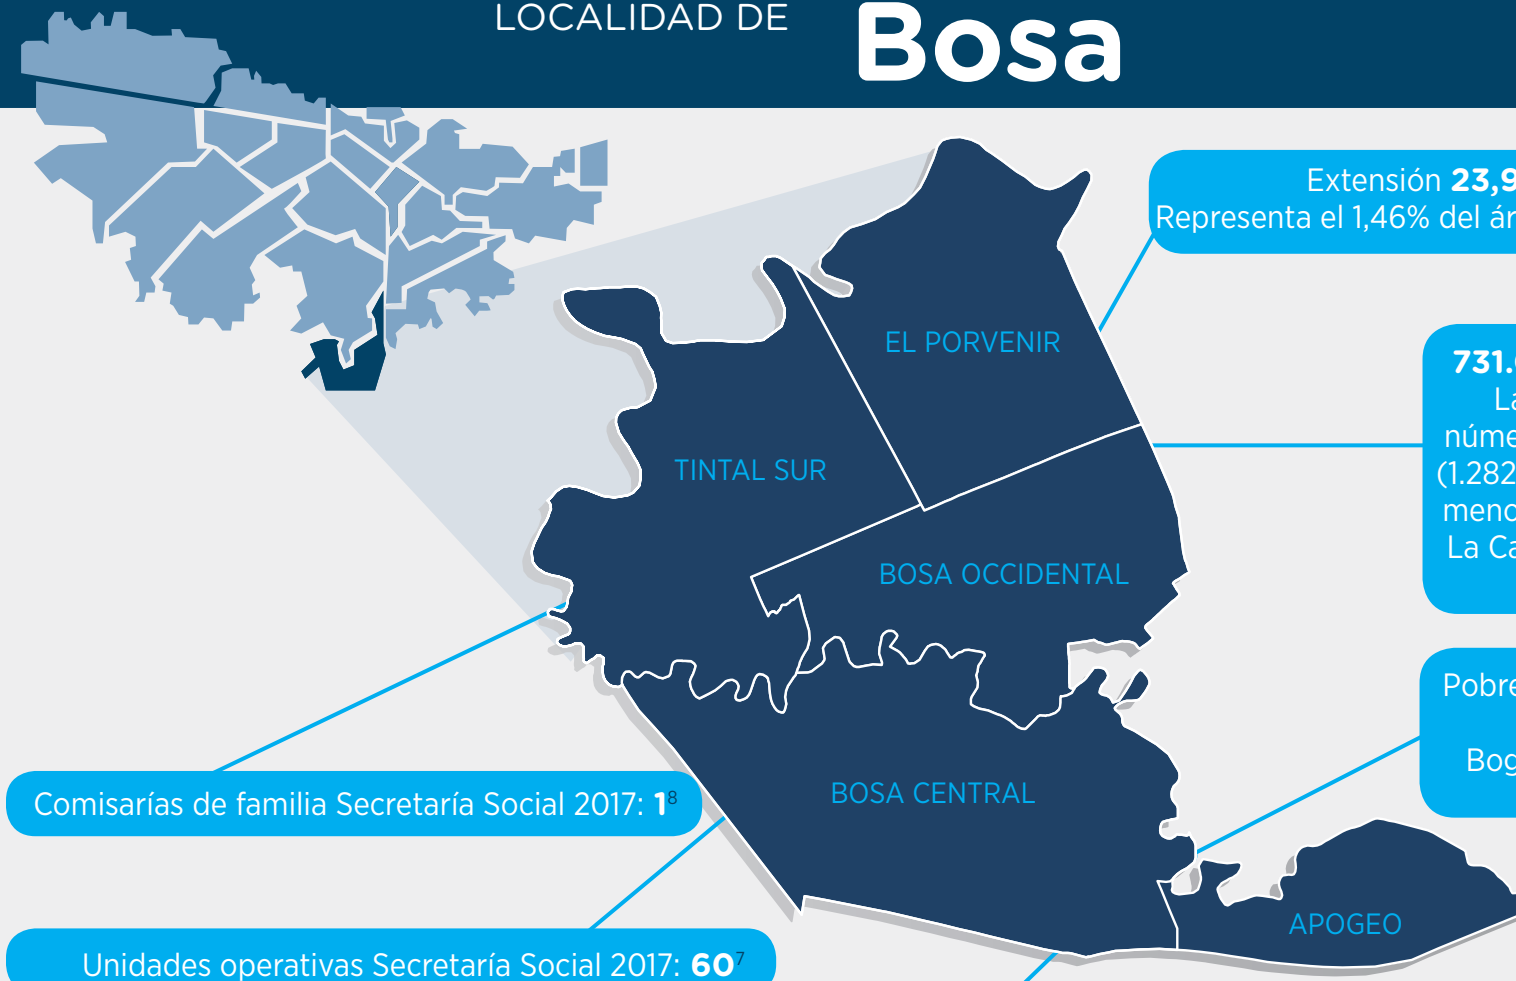 LOCALIDAD DE
Bosa
Extensión 23,9
Representa el 1,46% del ár
EL PORVENIR
731.
La
núme
(1.282
meno
La Ca
TINTAL SUR
BOSA OCCIDENTAL
Pobre
Bog
Comisarías de familia Secretaría Social 2017: 1⁸
BOSA CENTRAL
APOGEO
Unidades operativas Secretaría Social 2017: 60⁷